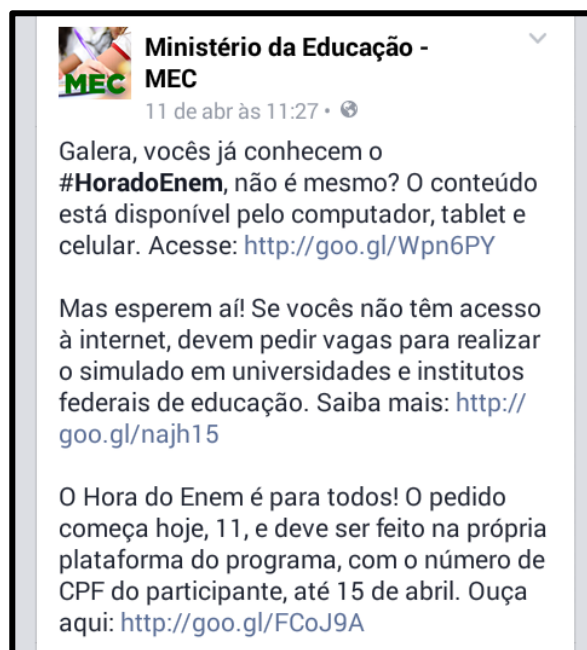 MEC
Ministério da Educação -
MEC
11 de abr às 11:27 •
Galera, vocês já conhecem o
#HoradoEnem, não é mesmo? O conteúdo
está disponível pelo computador, tablet e
celular. Acesse: http://goo.gl/Wpn6PY
Mas esperem aí! Se vocês não têm acesso
à internet, devem pedir vagas para realizar
o simulado em universidades e institutos
federais de educação. Saiba mais: http://
goo.gl/najh15
O Hora do Enem é para todos! O pedido
começa hoje, 11, e deve ser feito na própria
plataforma do programa, com o número de
CPF do participante, até 15 de abril. Ouça
aqui: http://goo.gl/FCoJ9A